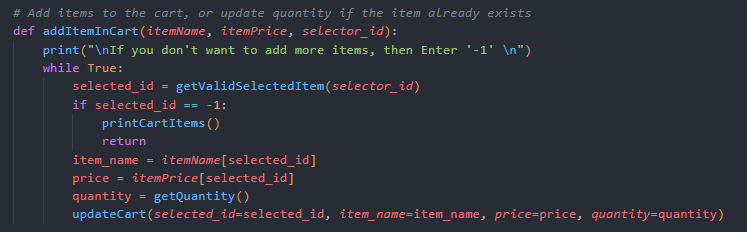 # Add items to the cart, or update quantity if the item already exists
def addItemInCart(itemName, itemPrice, selector_id):
    print("\nIf you don't want to add more items, then Enter '-1' \n")
    while True:
        selected_id = getValidSelectedItem(selector_id)
        if selected_id == -1:
            printCartItems()
            return
        item_name = itemName[selected_id]
        price = itemPrice[selected_id]
        quantity = getQuantity()
        updateCart(selected_id=selected_id, item_name=item_name, price=price, quantity=quantity)